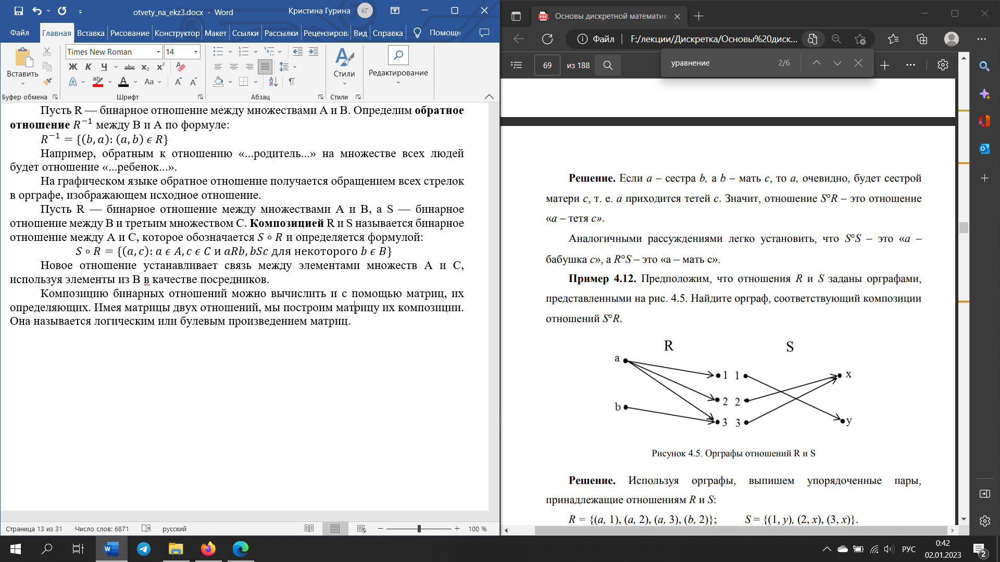 otvety_na_ekz3.docx - Word
Кристина Гурина
КГ
Файл Главная Вставка Рисование Конструктор Макет Ссылки Рассылки Рецензирова Вид Справка Помощн
Вставить
Times New Roman 14
Ж К Ч abc x₂ x²
Aa
Стили
Редактирование
Буфер обмена Шрифт Абзац Стили
Пусть R — бинарное отношение между множествами A и B. Определим обратное
отношение R⁻¹ между B и A по формуле:
R⁻¹ = {(b, a): (a, b) ϵ R}
Например, обратным к отношению «...родитель...» на множестве всех людей
будет отношение «...ребенок...».
На графическом языке обратное отношение получается обращением всех стрелок
в орграфе, изображающем исходное отношение.
Пусть R — бинарное отношение между множествами A и B, а S — бинарное
отношение между B и третьим множеством C. Композицией R и S называется бинарное
отношение между A и C, которое обозначается S ∘ R и определяется формулой:
S ∘ R = {(a, c): a ϵ A, c ϵ C и aRb, bSc для некоторого b ϵ B}
Новое отношение устанавливает связь между элементами множеств A и C,
используя элементы из B в качестве посредников.
Композицию бинарных отношений можно вычислить и с помощью матриц, их
определяющих. Имея матрицы двух отношений, мы построим матрицу их композиции.
Она называется логическим или булевым произведением матриц.
Страница 13 из 31 Число слов: 6871 русский 100 %
Основы дискретной математик
Файл F:/лекции/Дискретка/Основы%20диск...
69 из 188
уравнение 2/6
Решение. Если a – сестра b, а b – мать c, то a, очевидно, будет сестрой
матери c, т. е. a приходится тетей c. Значит, отношение S°R – это отношение
«a – тетя c».
Аналогичными рассуждениями легко установить, что S°S – это «a –
бабушка c», а R°S – это «a – мать c».
Пример 4.12. Предположим, что отношения R и S заданы орграфами,
представленными на рис. 4.5. Найдите орграф, соответствующий композиции
отношений S°R.
R S
a 1 1 x
2 2
b 3 3 y
Рисунок 4.5. Орграфы отношений R и S
Решение. Используя орграфы, выпишем упорядоченные пары,
принадлежащие отношениям R и S:
R = {(a, 1), (a, 2), (a, 3), (b, 2)}; S = {(1, y), (2, x), (3, x)}.
РУС
0:42
02.01.2023
2